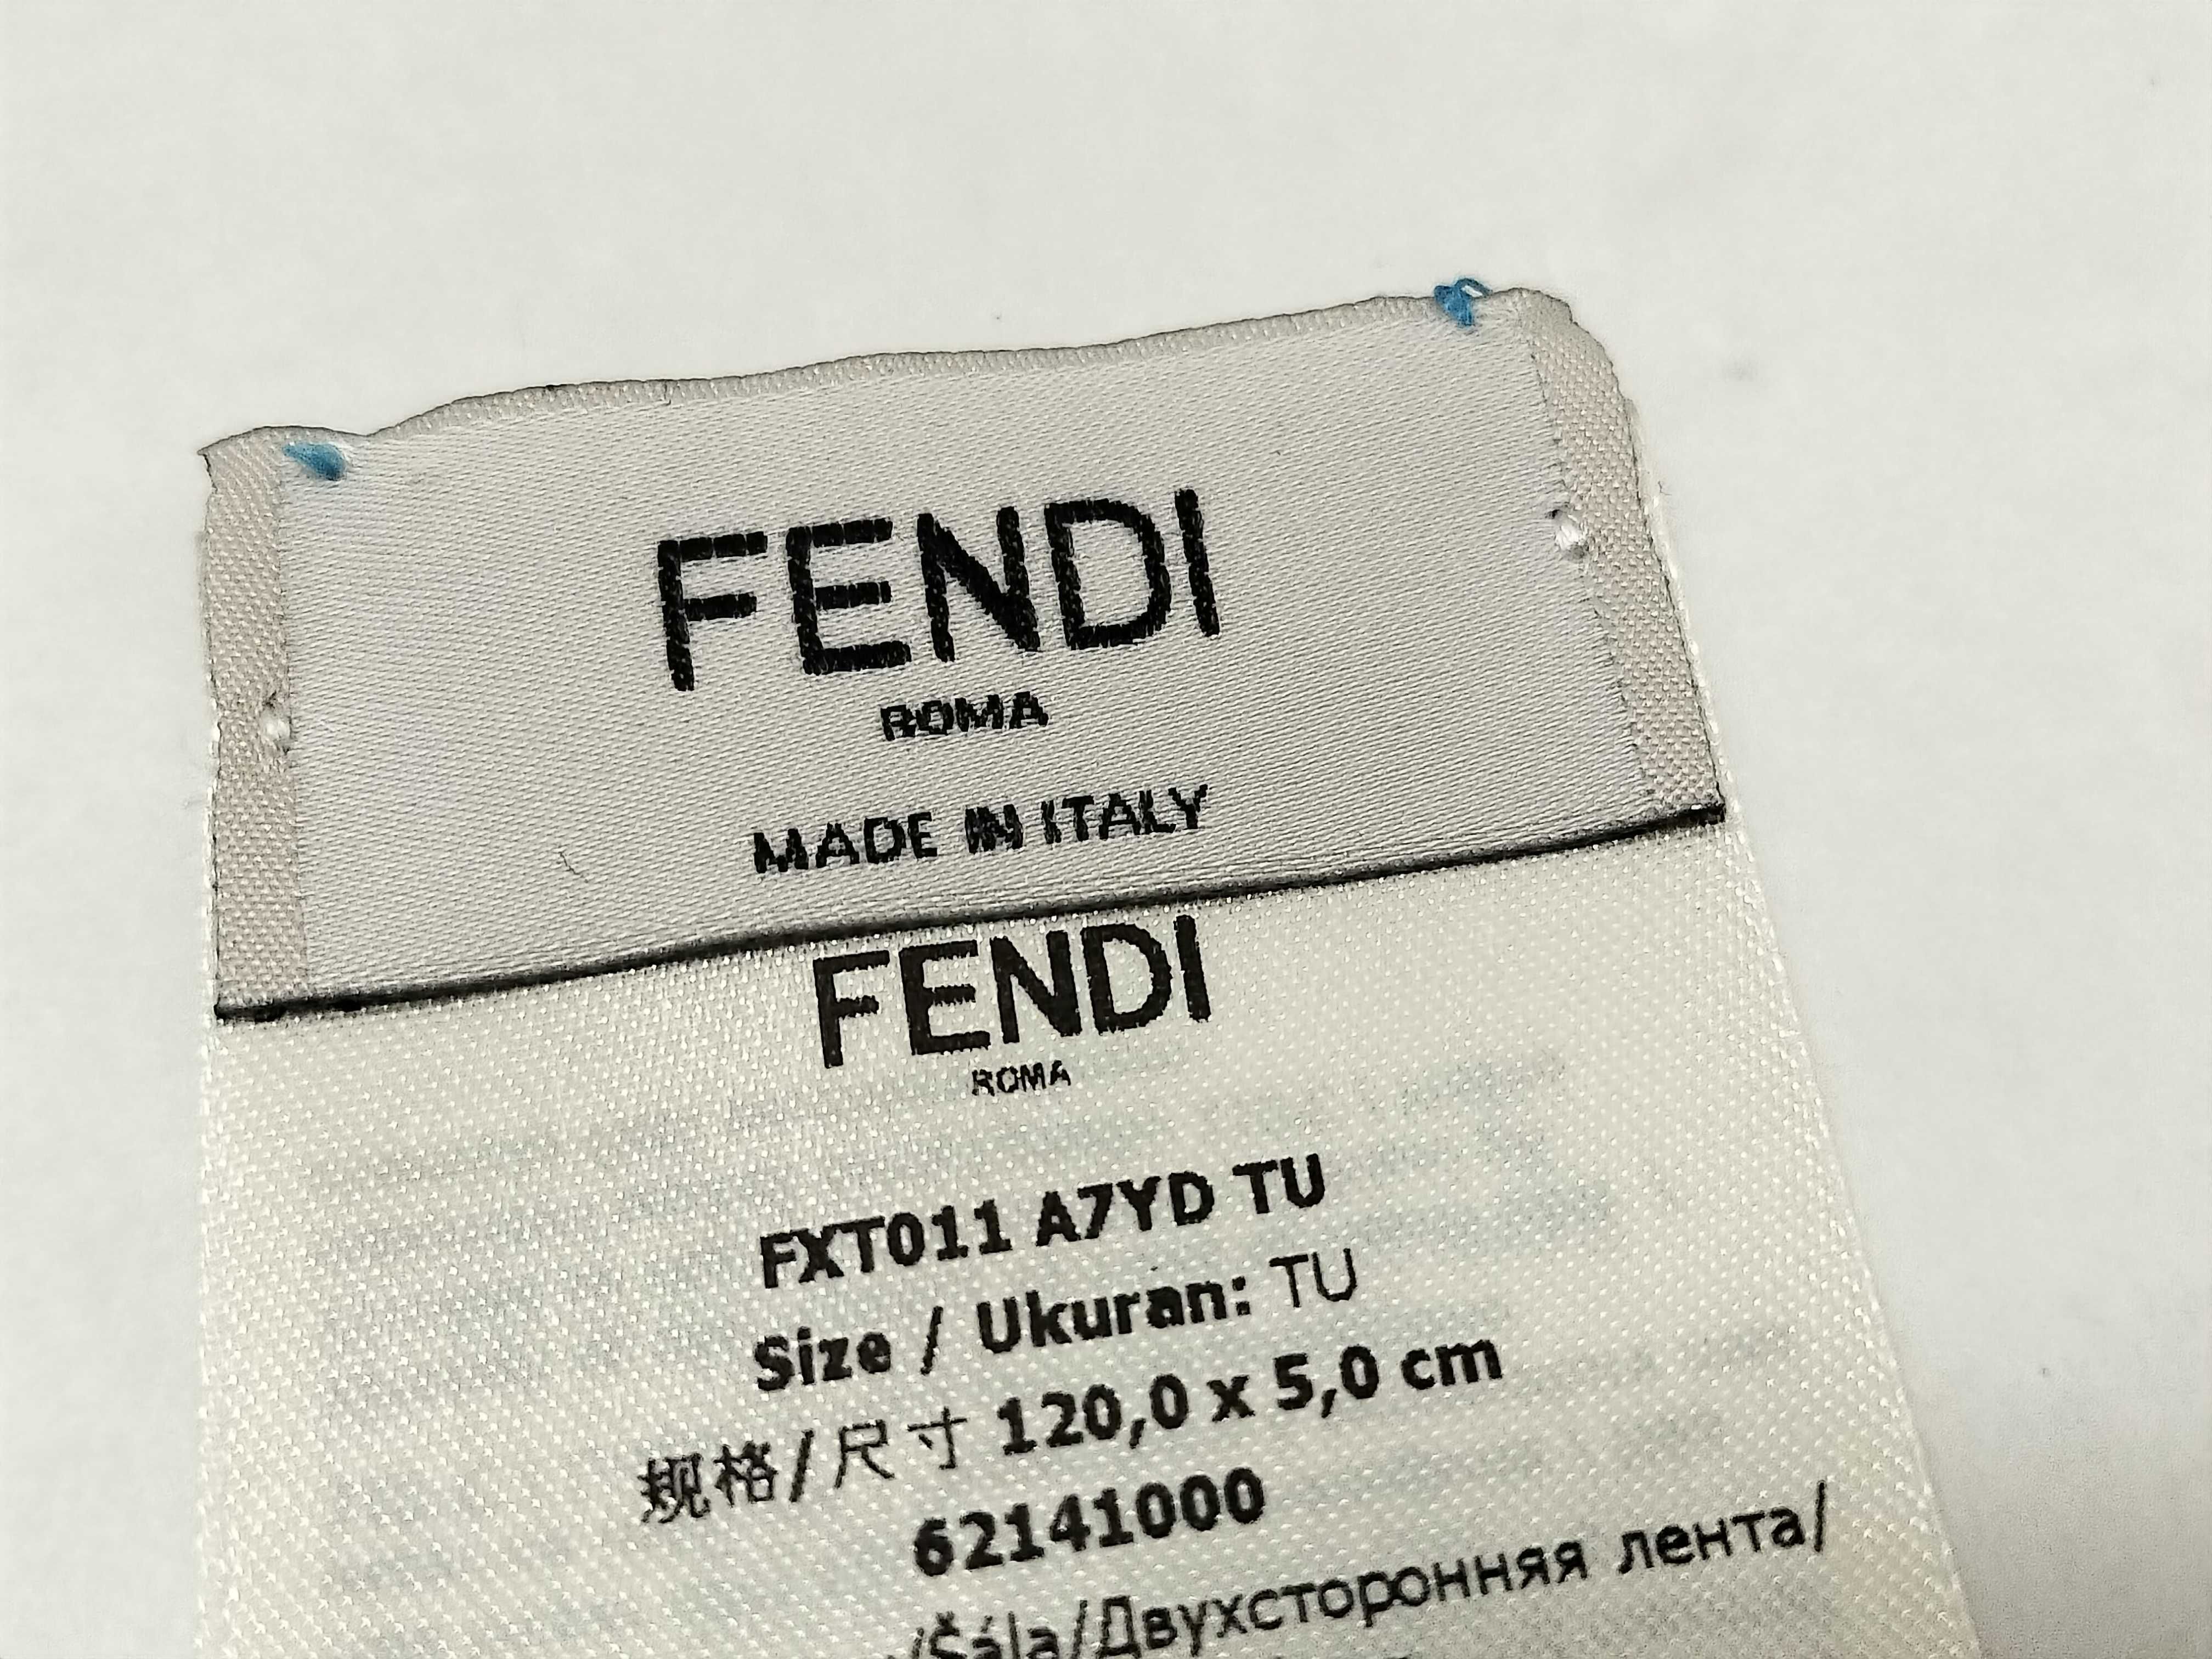 FENDI
ROMA
MADE IN ITALY
FENDI
ROMA
FXT011 A7YD TU
Size / Ukuran: TU
规格/尺寸 120,0 x 5,0 cm
62141000
/Šála/Двухсторонняя лента/